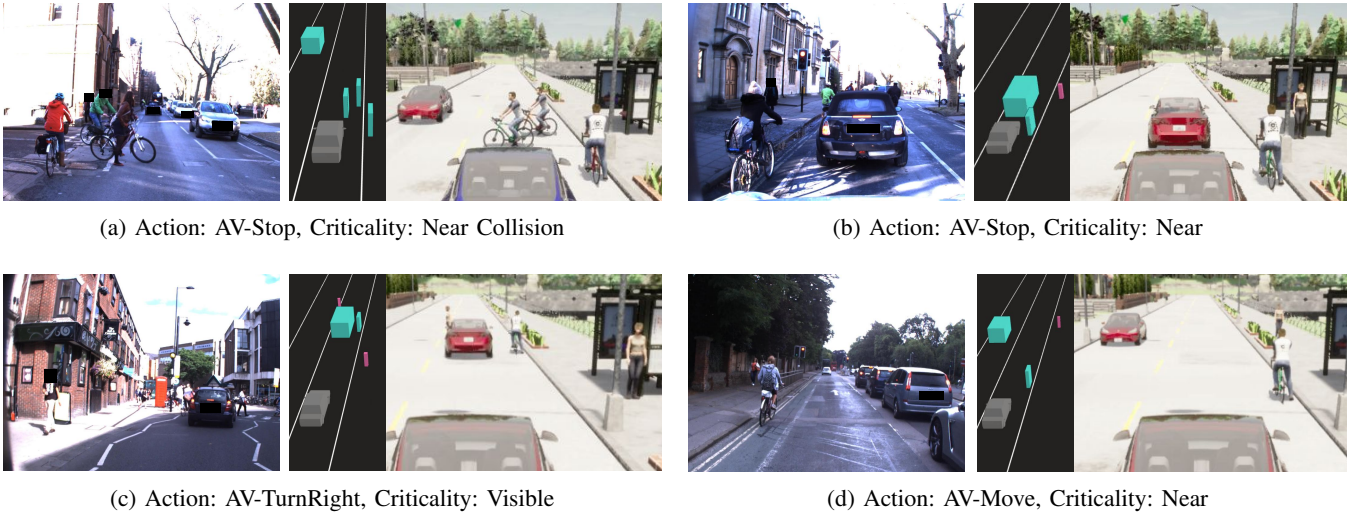 (a) Action: AV-Stop, Criticality: Near Collision
(b) Action: AV-Stop, Criticality: Near
(c) Action: AV-TurnRight, Criticality: Visible
(d) Action: AV-Move, Criticality: Near